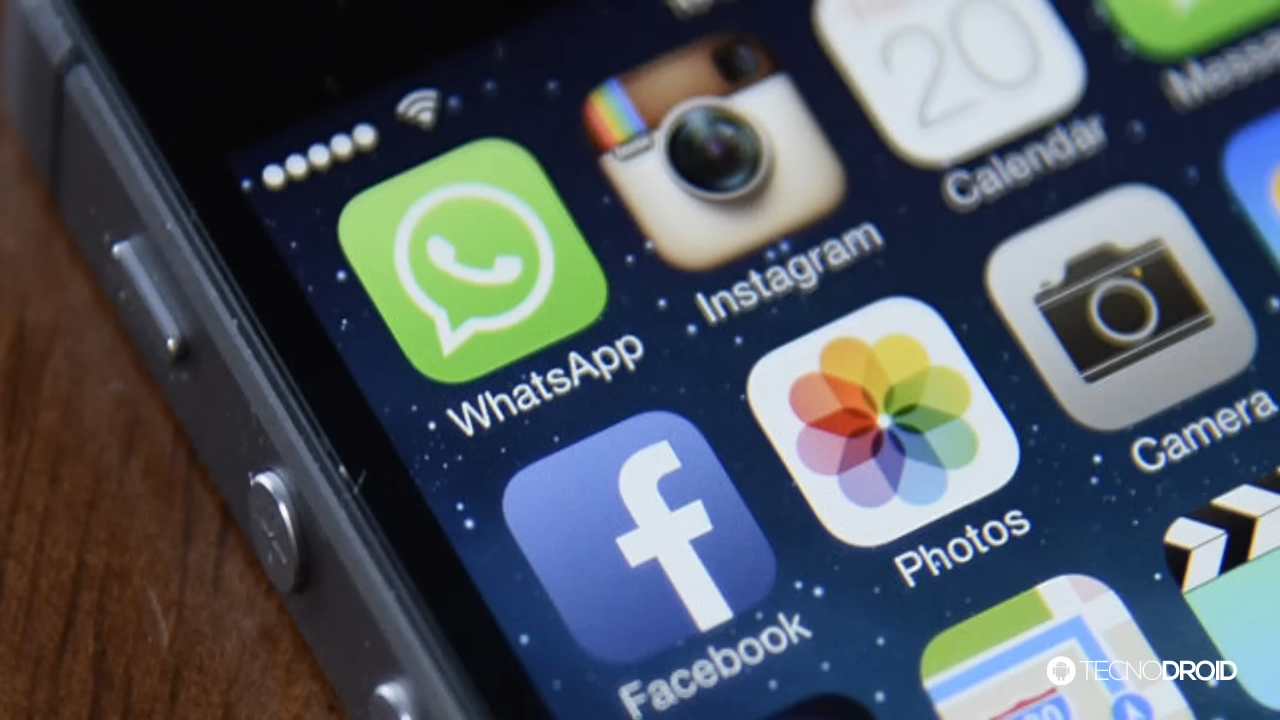 20
Calendar
Instagram
WhatsApp
Camera
Photos
Facebook
TECNODROID